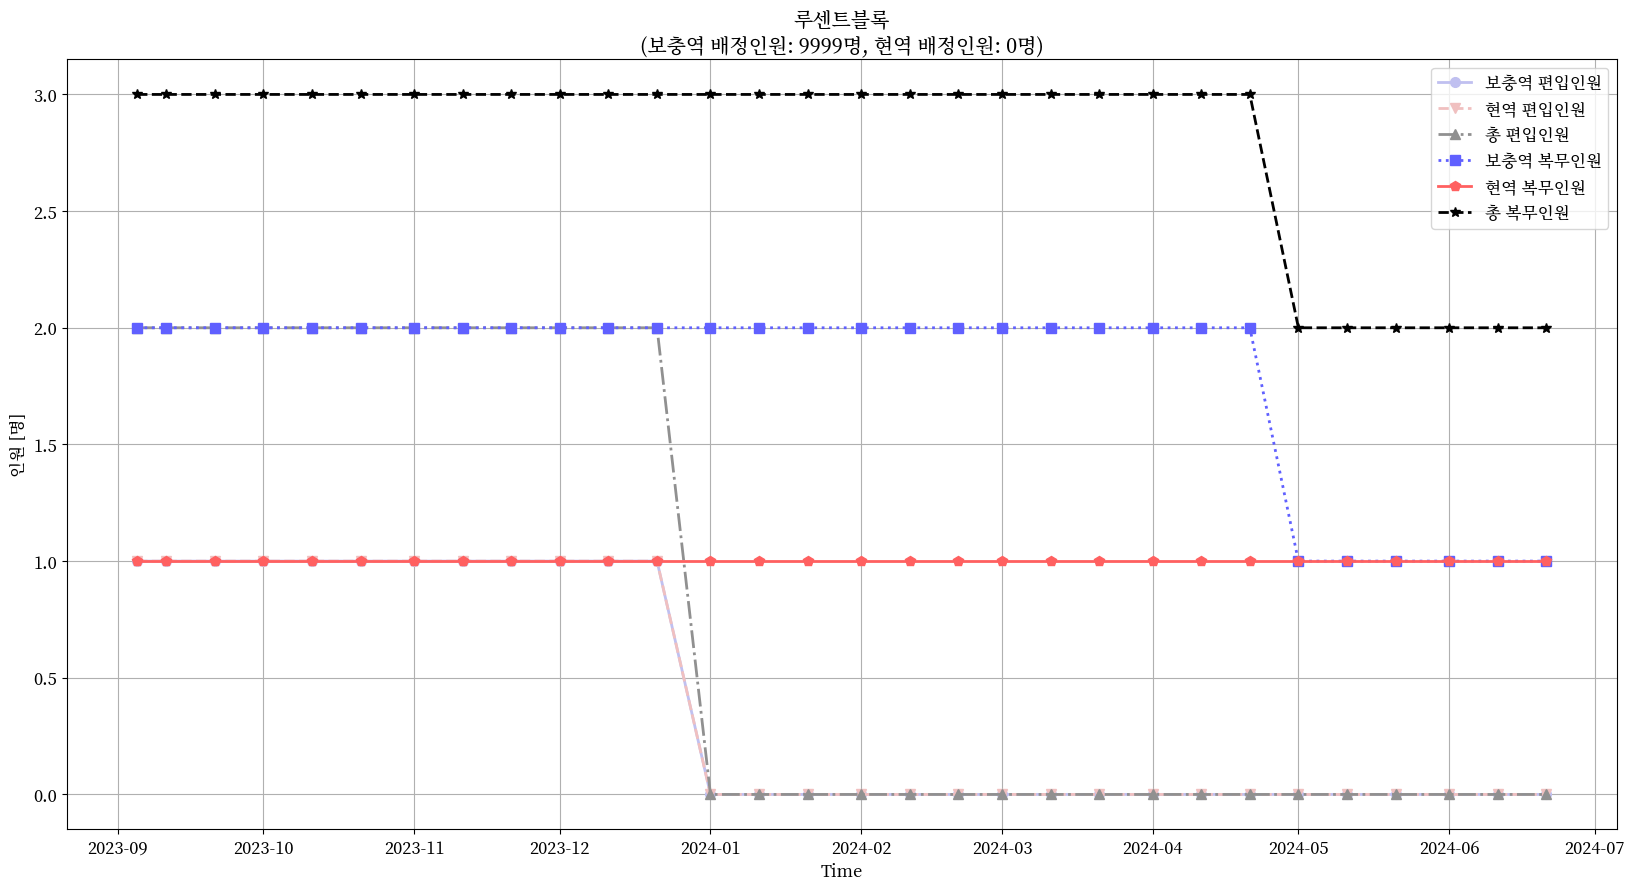 루센트블록
(보충역 배정인원: 9999명, 현역 배정인원: 0명)
보충역 편입인원
현역 편입인원
총 편입인원
보충역 복무인원
현역 복무인원
총 복무인원
인원 [명]
3.0
2.5
2.0
1.5
1.0
0.5
0.0
2023-09 2023-10 2023-11 2023-12 2024-01 2024-02 2024-03 2024-04 2024-05 2024-06 2024-07
Time